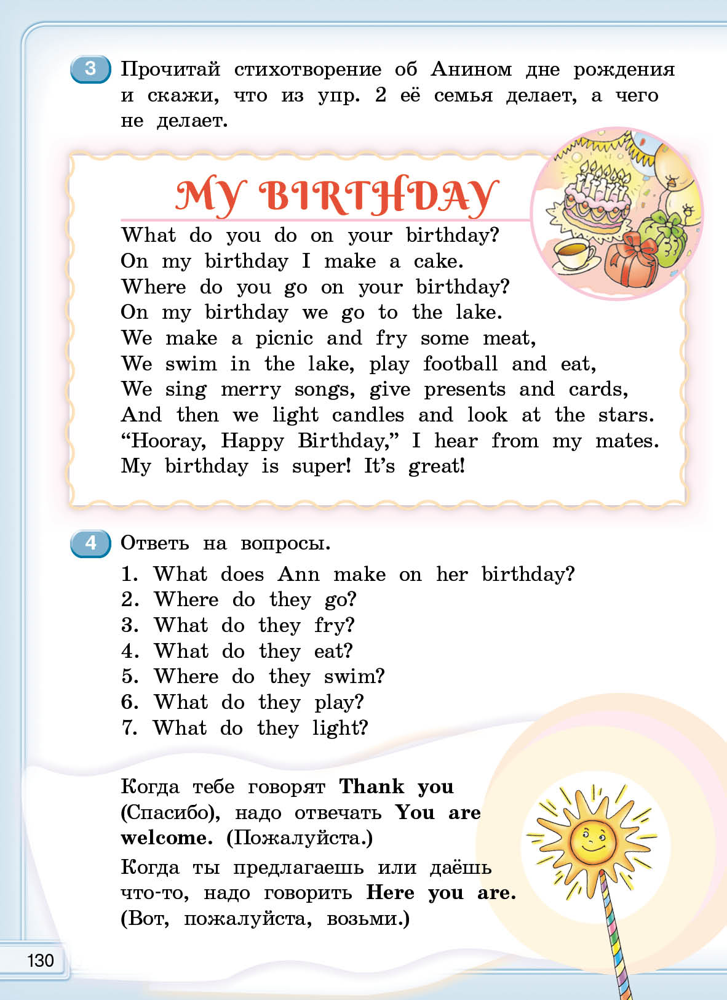 3 Прочитай стихотворение об Анином дне рождения
и скажи, что из упр. 2 её семья делает, а чего
не делает.
MY BIRTHDAY
What do you do on your birthday?
On my birthday I make a cake.
Where do you go on your birthday?
On my birthday we go to the lake.
We make a picnic and fry some meat,
We swim in the lake, play football and eat,
We sing merry songs, give presents and cards,
And then we light candles and look at the stars.
“Hooray, Happy Birthday,” I hear from my mates.
My birthday is super! It’s great!
4 Ответь на вопросы.
1. What does Ann make on her birthday?
2. Where do they go?
3. What do they fry?
4. What do they eat?
5. Where do they swim?
6. What do they play?
7. What do they light?
Когда тебе говорят Thank you
(Спасибо), надо отвечать You are
welcome. (Пожалуйста.)
Когда ты предлагаешь или даёшь
что-то, надо говорить Here you are.
(Вот, пожалуйста, возьми.)
130